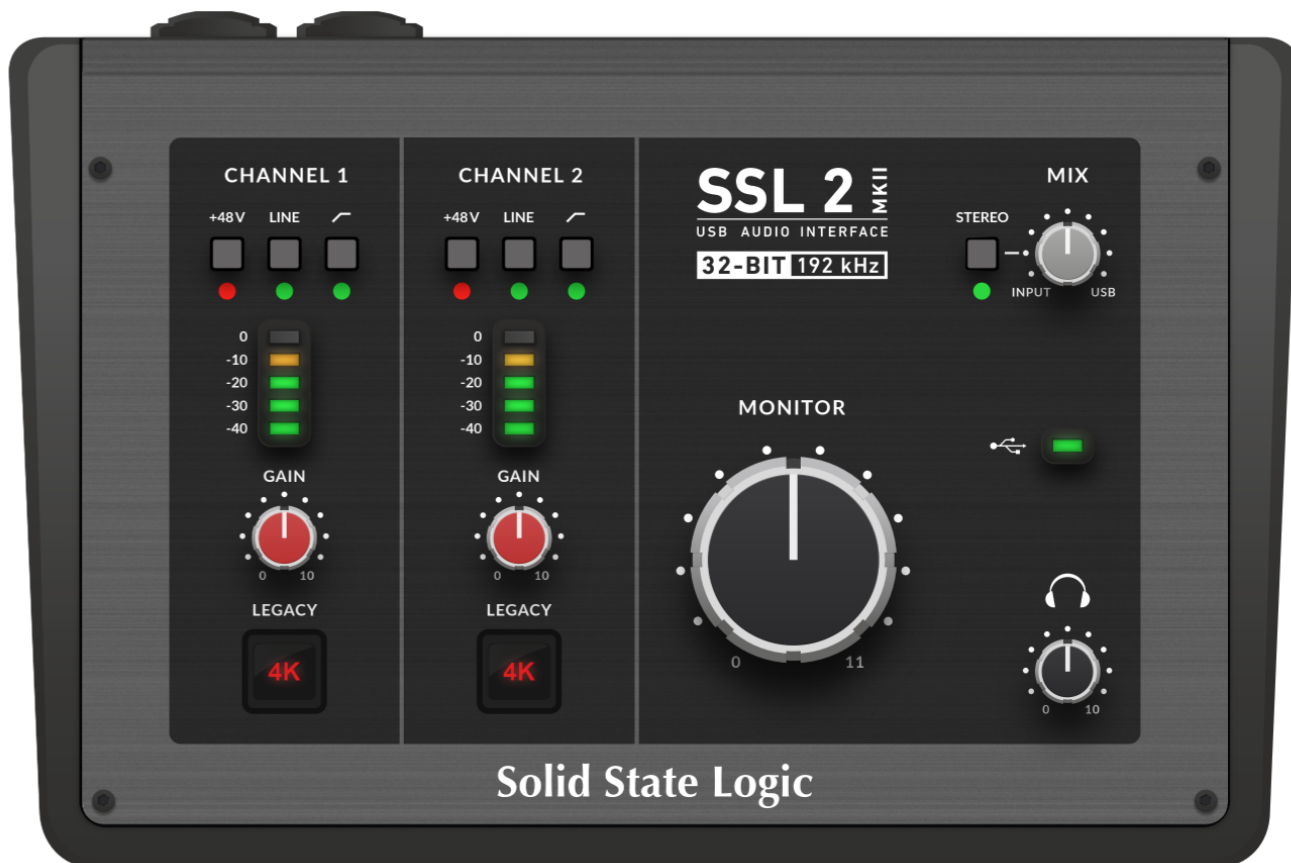 CHANNEL 1
+48V LINE
0
-10
-20
-30
-40
GAIN
0 10
LEGACY
4K
CHANNEL 2
+48V LINE
0
-10
-20
-30
-40
GAIN
0 10
LEGACY
4K
SSL 2 MKII
USB AUDIO INTERFACE
32-BIT 192 kHz
MIX
STEREO
INPUT USB
MONITOR
0 11
0 10
Solid State Logic